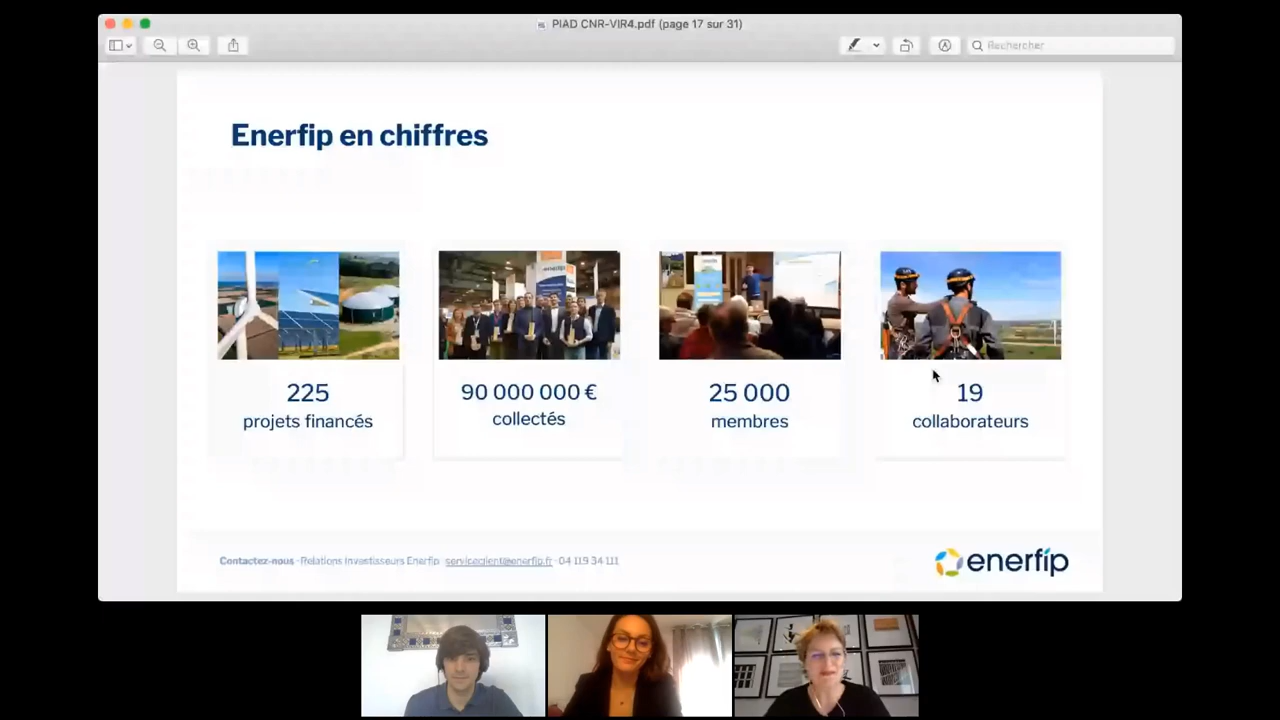 PIAD CNR-VIR4.pdf (page 17 sur 31)
Rechercher
Enerfip en chiffres
enerfip
225
projets financés
90 000 000 €
collectés
25 000
membres
19
collaborateurs
Contactez-nous - Relations Investisseurs Enerfip serviceclient@enerfip.fr - 04 119 34 111
enerfip